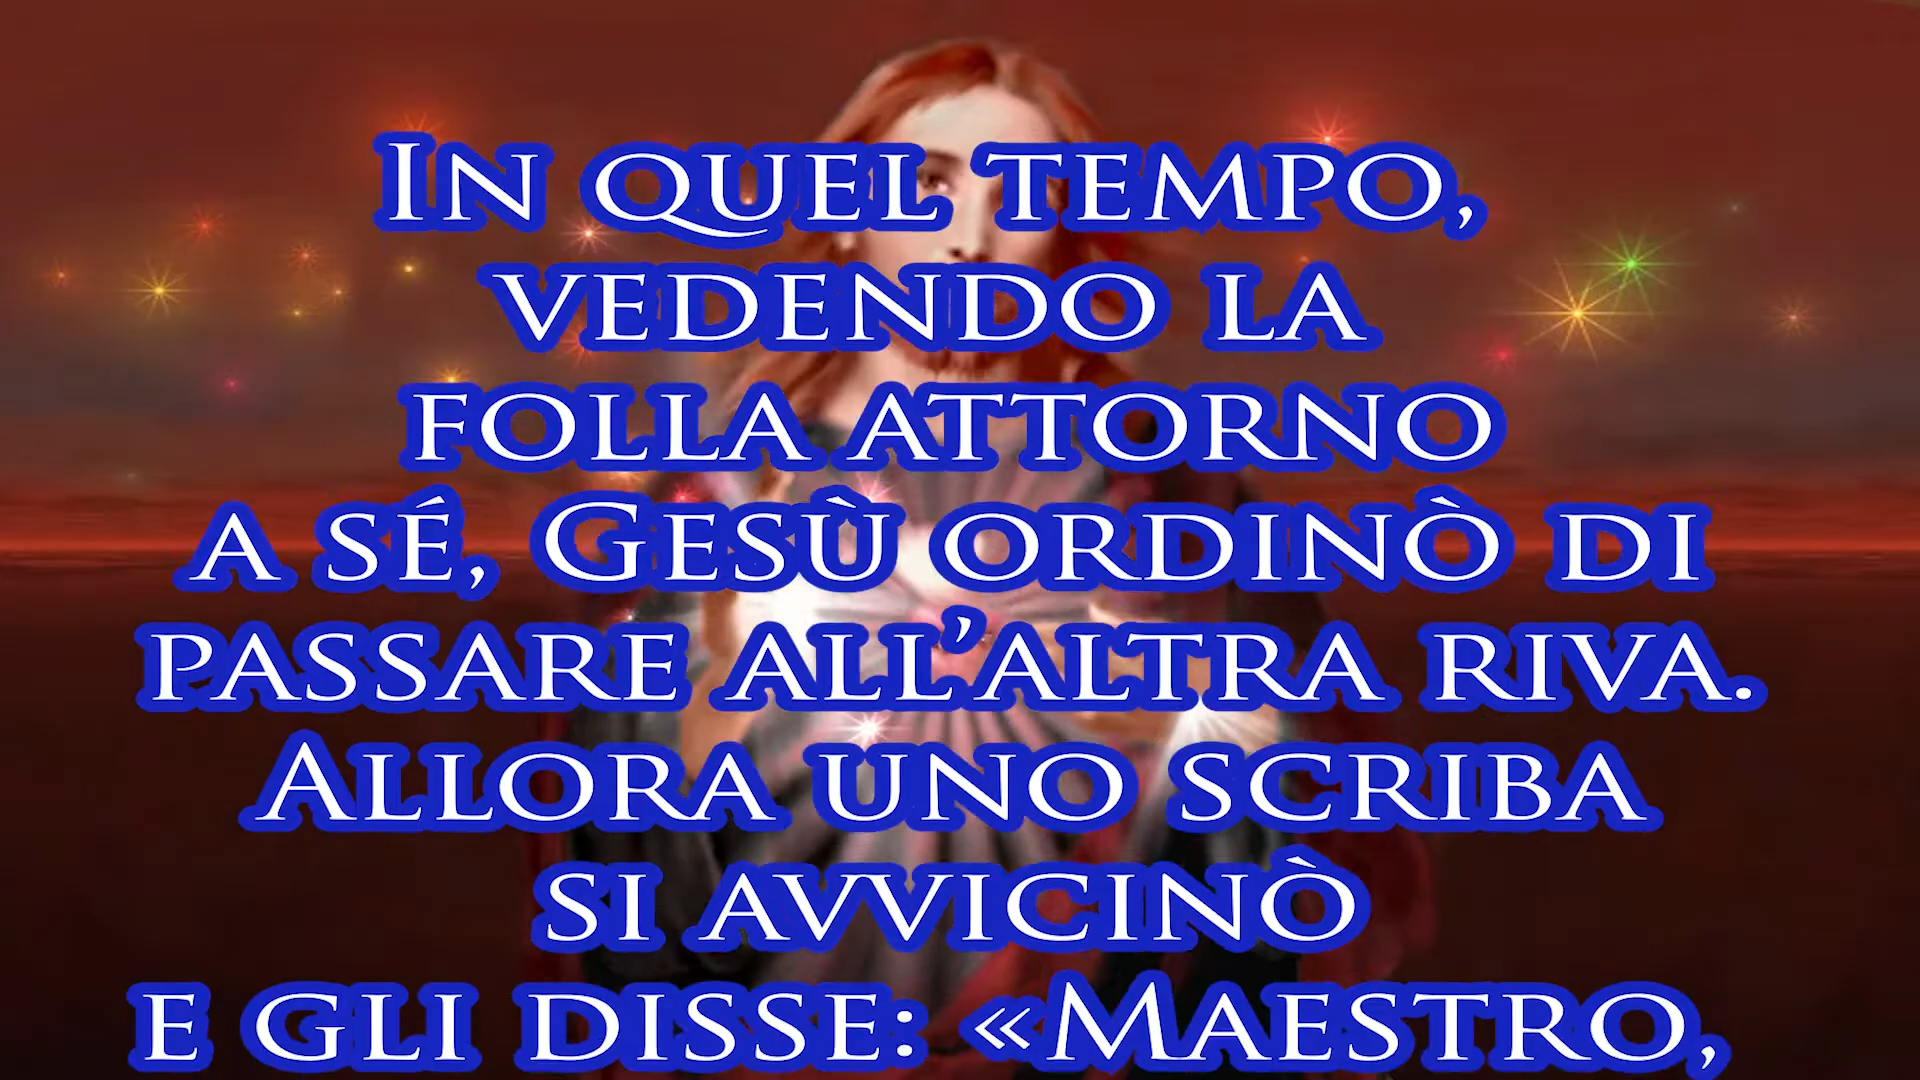 In quel tempo,
vedendo la
folla attorno
a sé, Gesù ordinò di
passare all’altra riva.
Allora uno scriba
si avvicinò
e gli disse: «Maestro,